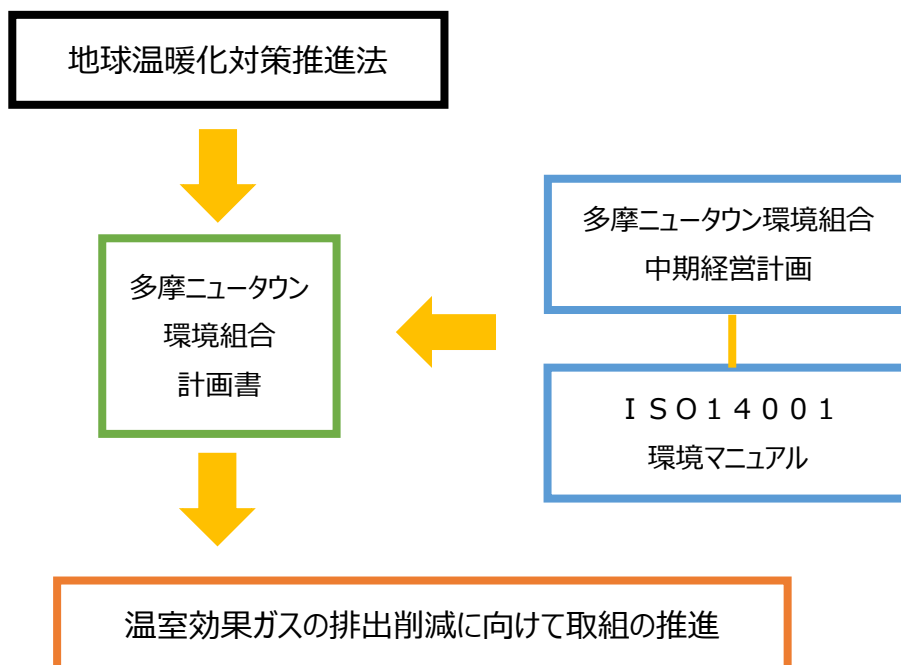 地球温暖化対策推進法
多摩ニュータウン環境組合
中期経営計画
多摩ニュータウン
環境組合
計画書
ＩＳＯ１４００１
環境マニュアル
温室効果ガスの排出削減に向けて取組の推進